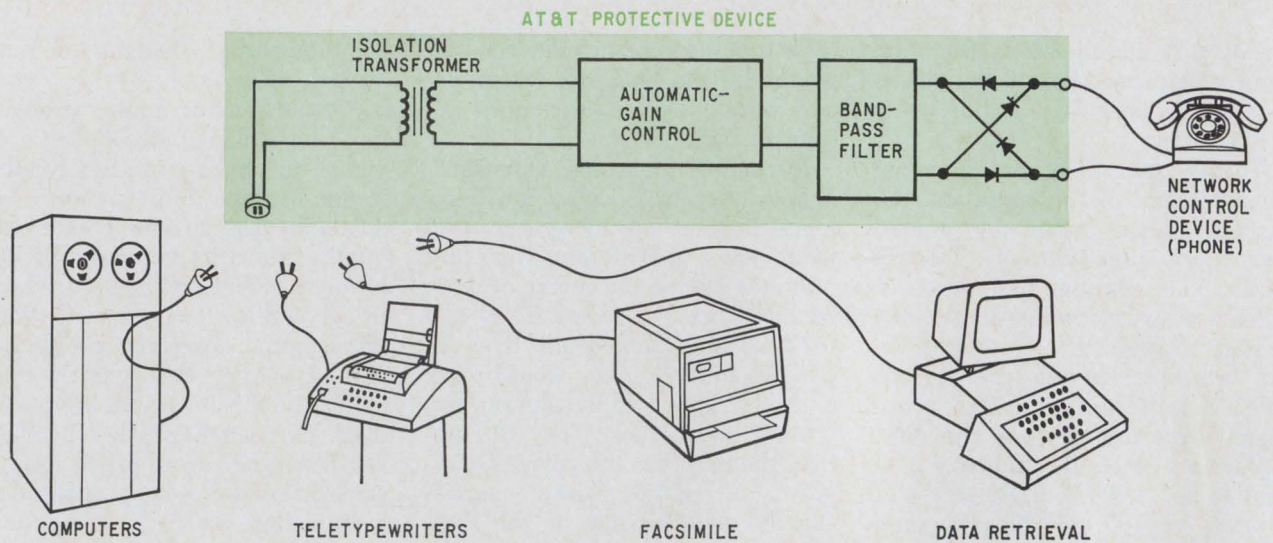 AT&T PROTECTIVE DEVICE
ISOLATION
TRANSFORMER
AUTOMATIC-
GAIN
CONTROL
BAND-
PASS
FILTER
NETWORK
CONTROL
DEVICE
(PHONE)
COMPUTERS
TELETYPEWRITERS
FACSIMILE
DATA RETRIEVAL